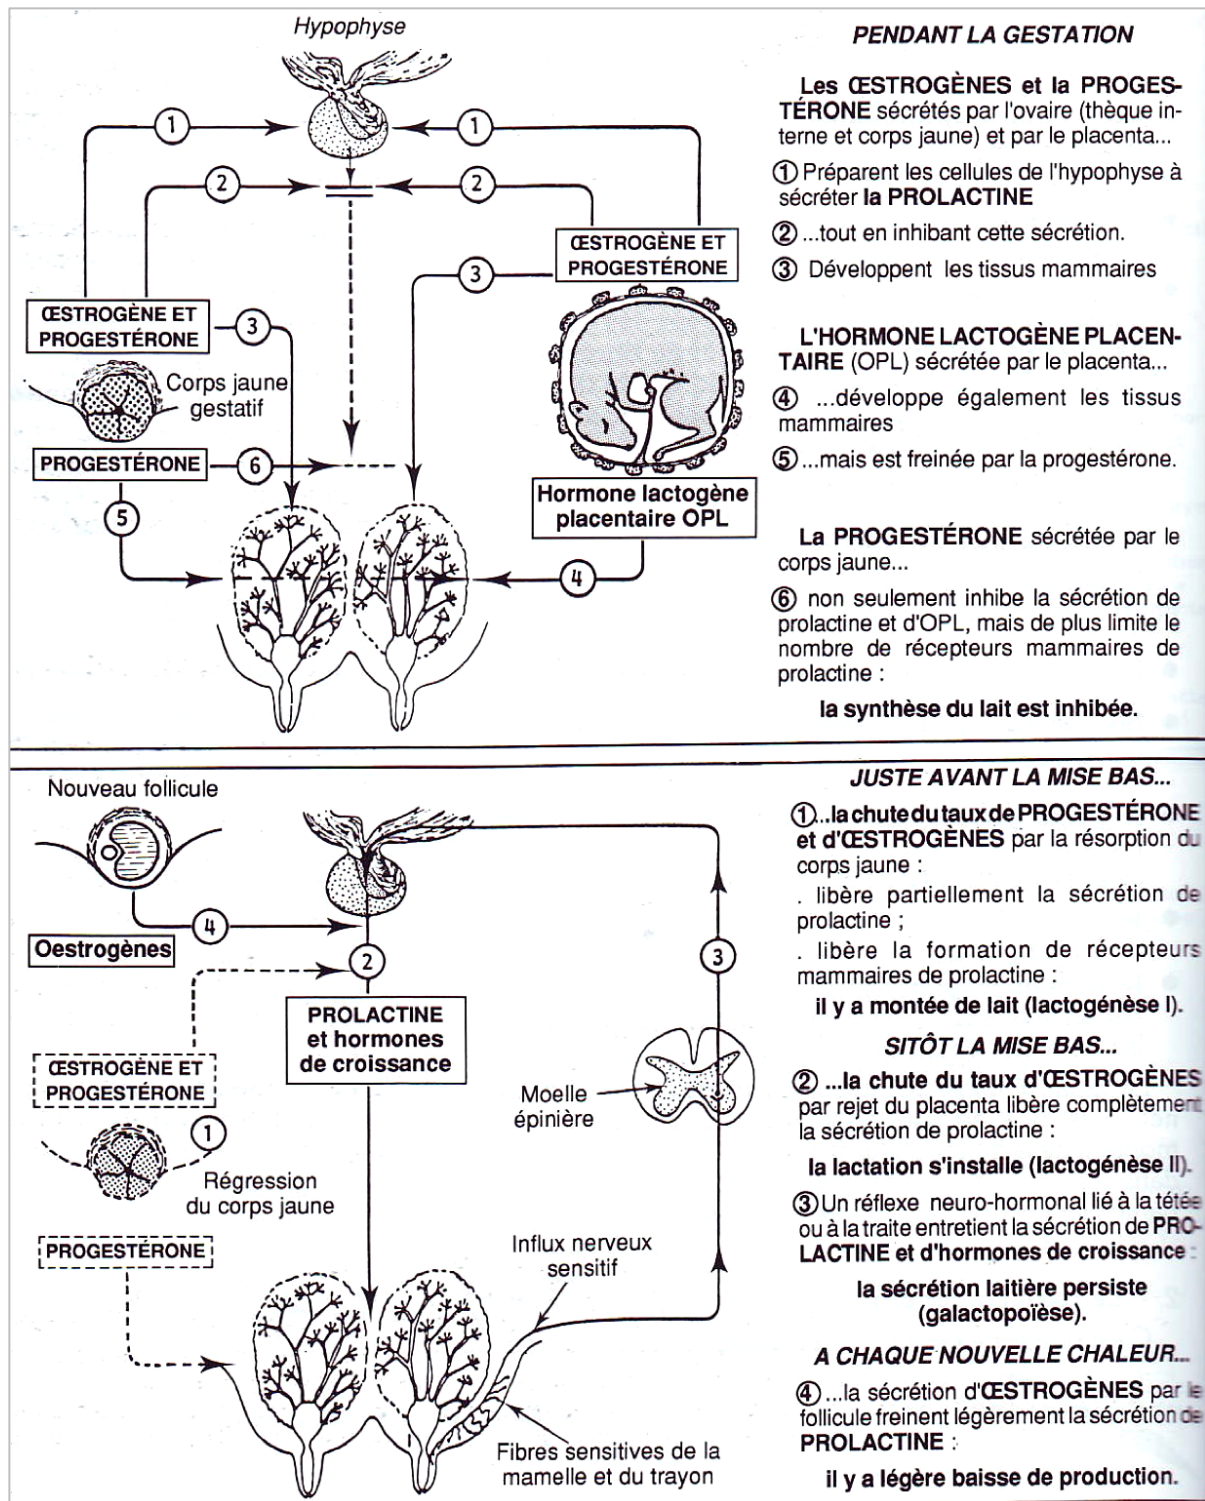 Hypophyse
1
1
2
2
ŒSTROGÈNE ET
PROGESTÉRONE
3
ŒSTROGÈNE ET
PROGESTÉRONE
3
Corps jaune
gestatif
PROGESTÉRONE
6
5
Hormone lactogène
placentaire OPL
4
PENDANT LA GESTATION
Les ŒSTROGÈNES et la PROGES-
TÉRONE sécrétés par l'ovaire (thèque in-
terne et corps jaune) et par le placenta...
① Préparent les cellules de l'hypophyse à
sécréter la PROLACTINE
② ...tout en inhibant cette sécrétion.
③ Développent les tissus mammaires
L'HORMONE LACTOGÈNE PLACEN-
TAIRE (OPL) sécrétée par le placenta...
④ ...développe également les tissus
mammaires
⑤ ...mais est freinée par la progestérone.
La PROGESTÉRONE sécrétée par le
corps jaune...
⑥ non seulement inhibe la sécrétion de
prolactine et d'OPL, mais de plus limite le
nombre de récepteurs mammaires de
prolactine :
la synthèse du lait est inhibée.
Nouveau follicule
4
Oestrogènes
2
3
PROLACTINE
et hormones
de croissance
ŒSTROGÈNE ET
PROGESTÉRONE
1
Moelle
épinière
Régression
du corps jaune
PROGESTÉRONE
Influx nerveux
sensitif
Fibres sensitives de la
mamelle et du trayon
JUSTE AVANT LA MISE BAS...
①...la chute du taux de PROGESTÉRONE
et d'ŒSTROGÈNES par la résorption du
corps jaune :
. libère partiellement la sécrétion de
prolactine ;
. libère la formation de récepteurs
mammaires de prolactine :
il y a montée de lait (lactogénèse I).
SITÔT LA MISE BAS...
② ...la chute du taux d'ŒSTROGÈNES
par rejet du placenta libère complètement
la sécrétion de prolactine :
la lactation s'installe (lactogénèse II).
③ Un réflexe neuro-hormonal lié à la tétée
ou à la traite entretient la sécrétion de PRO-
LACTINE et d'hormones de croissance :
la sécrétion laitière persiste
(galactopoïèse).
A CHAQUE NOUVELLE CHALEUR...
④ ...la sécrétion d'ŒSTROGÈNES par le
follicule freinent légèrement la sécrétion de
PROLACTINE :
il y a légère baisse de production.